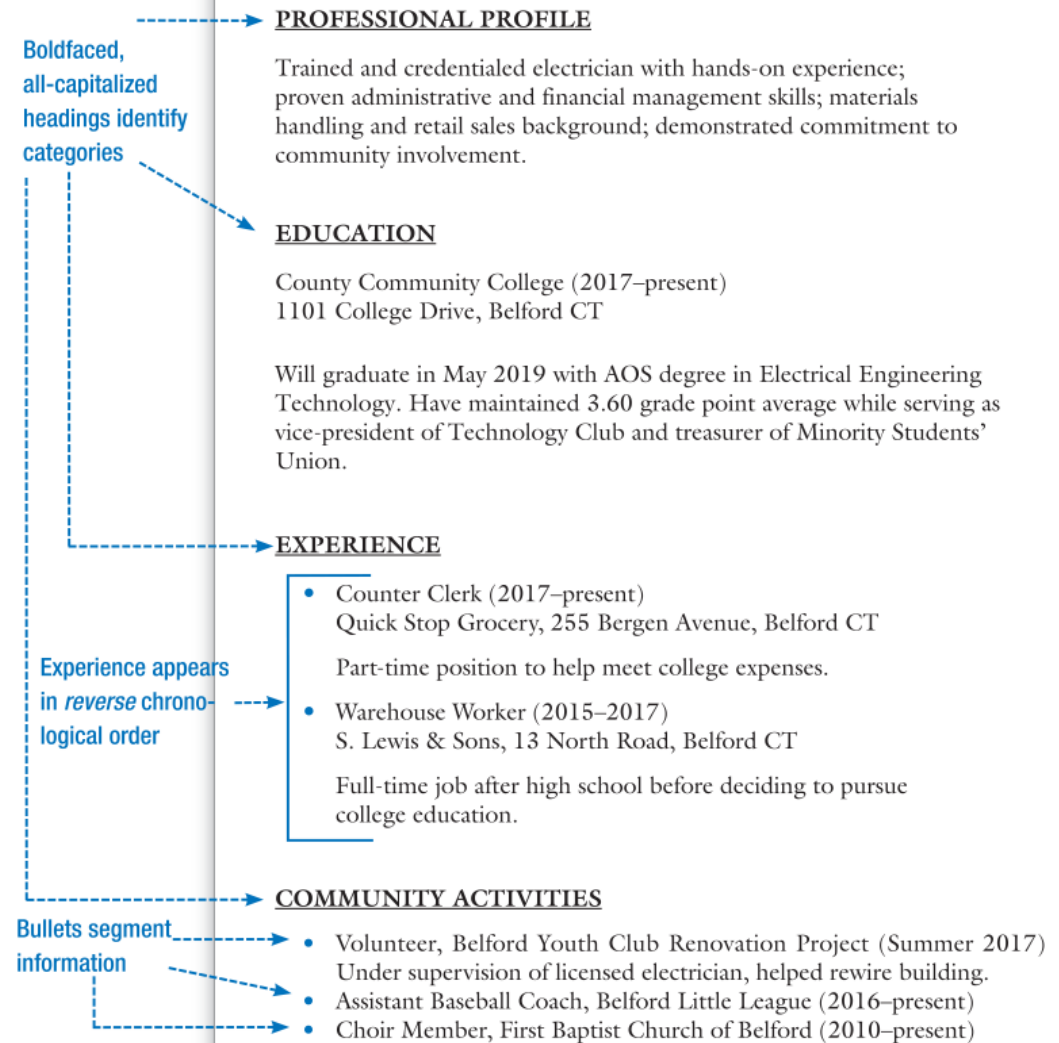 PROFESSIONAL PROFILE
Boldfaced,
all-capitalized
headings identify
categories
Trained and credentialed electrician with hands-on experience;
proven administrative and financial management skills; materials
handling and retail sales background; demonstrated commitment to
community involvement.
EDUCATION
County Community College (2017–present)
1101 College Drive, Belford CT
Will graduate in May 2019 with AOS degree in Electrical Engineering
Technology. Have maintained 3.60 grade point average while serving as
vice-president of Technology Club and treasurer of Minority Students’
Union.
EXPERIENCE
• Counter Clerk (2017–present)
Quick Stop Grocery, 255 Bergen Avenue, Belford CT
Part-time position to help meet college expenses.
Experience appears
in reverse chrono-
logical order
• Warehouse Worker (2015–2017)
S. Lewis & Sons, 13 North Road, Belford CT
Full-time job after high school before deciding to pursue
college education.
COMMUNITY ACTIVITIES
Bullets segment
information
• Volunteer, Belford Youth Club Renovation Project (Summer 2017)
Under supervision of licensed electrician, helped rewire building.
• Assistant Baseball Coach, Belford Little League (2016–present)
• Choir Member, First Baptist Church of Belford (2010–present)